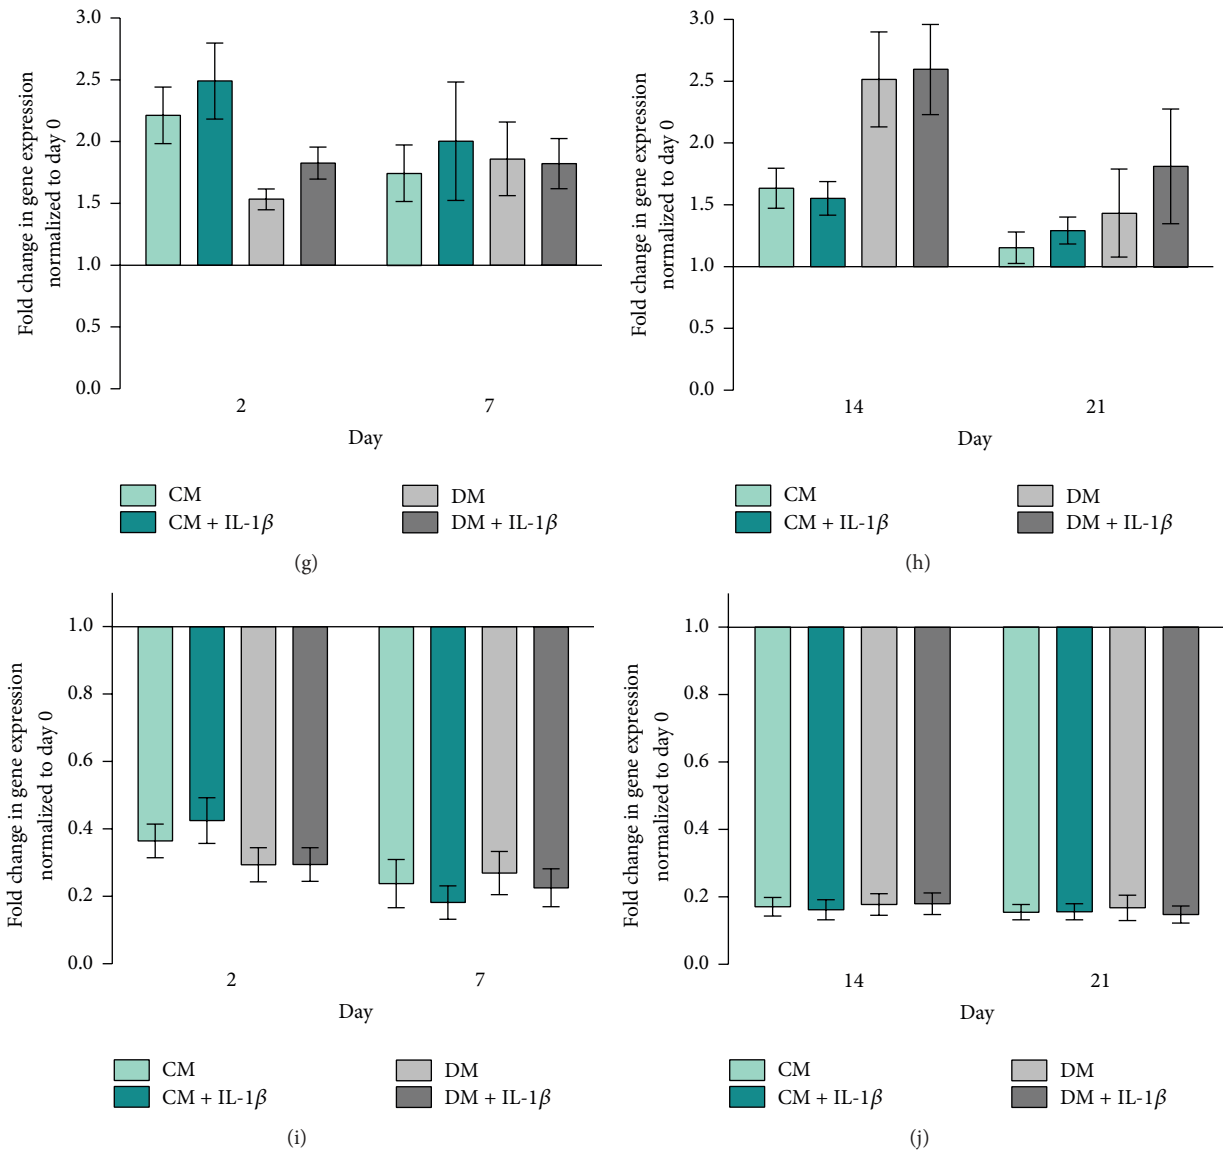 Fold change in gene expression
normalized to day 0
3.0
2.5
2.0
1.5
1.0
0.5
0.0
2
7
Day
CM
CM + IL-1β
DM
DM + IL-1β
(g)
Fold change in gene expression
normalized to day 0
3.0
2.5
2.0
1.5
1.0
0.5
0.0
14
21
Day
CM
CM + IL-1β
DM
DM + IL-1β
(h)
Fold change in gene expression
normalized to day 0
1.0
0.8
0.6
0.4
0.2
0.0
2
7
Day
CM
CM + IL-1β
DM
DM + IL-1β
(i)
Fold change in gene expression
normalized to day 0
1.0
0.8
0.6
0.4
0.2
0.0
14
21
Day
CM
CM + IL-1β
DM
DM + IL-1β
(j)